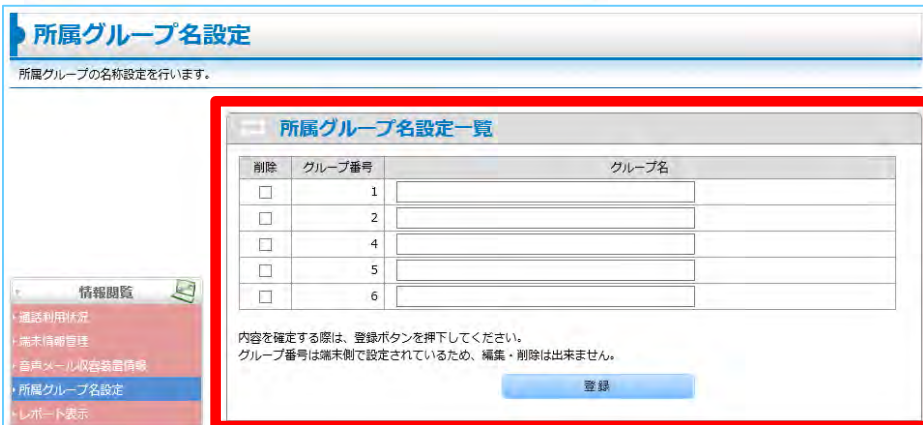 所属グループ名設定
所属グループの名称設定を行います。
所属グループ名設定一覧
削除 グループ番号 グループ名
1
2
4
5
6
内容を確定する際は、登録ボタンを押下してください。
グループ番号は端末側で設定されているため、編集・削除は出来ません。
登録
情報閲覧
通話利用状況
端末情報管理
音声メール収容装置情報
所属グループ名設定
レポート表示